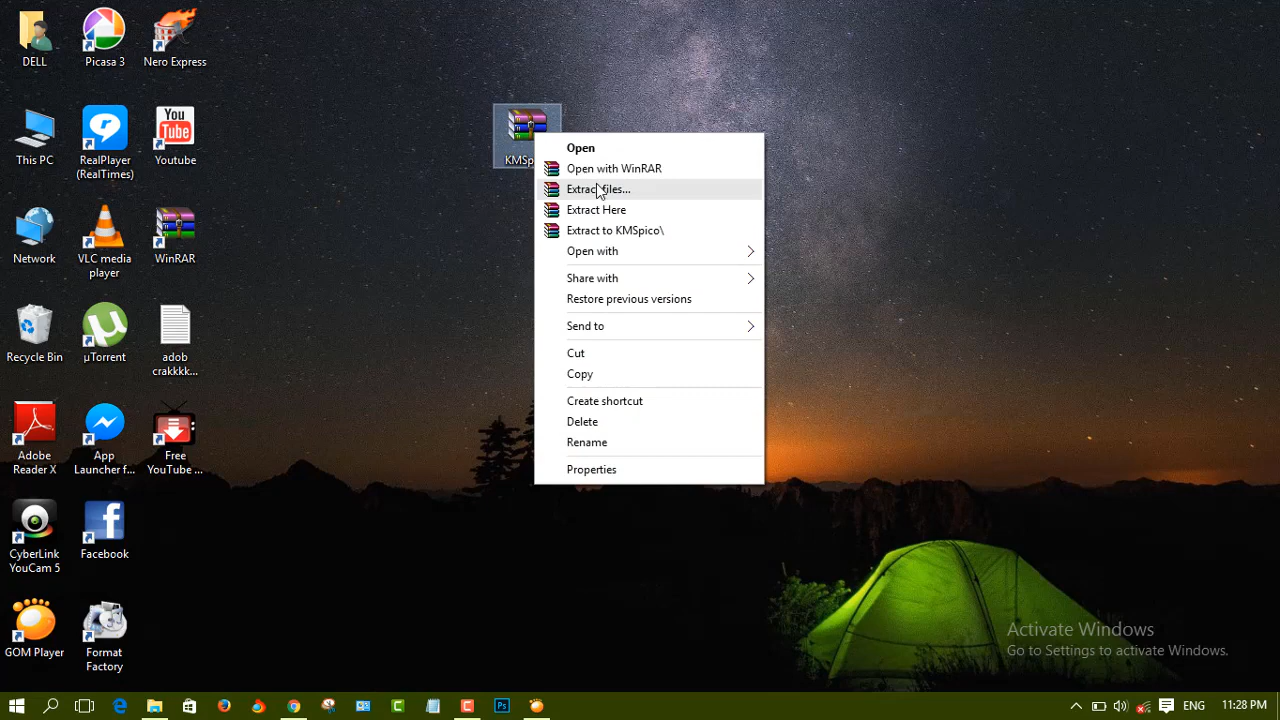 DELL
Picasa 3
Nero Express
This PC
RealPlayer
(RealTimes)
You
Tube
Youtube
Network
VLC media
player
WinRAR
Recycle Bin
µTorrent
adob
crakkkk...
Adobe
Reader X
App
Launcher f...
Free
YouTube ...
CyberLink
YouCam 5
Facebook
GOM Player
Format
Factory
Open
Open with WinRAR
Extract files...
Extract Here
Extract to KMSpico\
Open with
Share with
Restore previous versions
Send to
Cut
Copy
Create shortcut
Delete
Rename
Properties
Activate Windows
Go to Settings to activate Windows.
Ps
ENG
11:28 PM